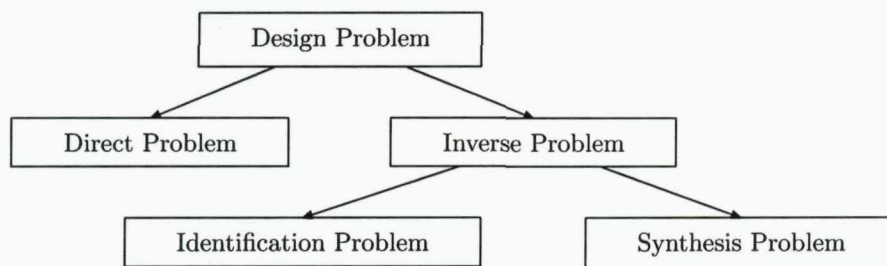 Design Problem
Direct Problem
Inverse Problem
Identification Problem
Synthesis Problem